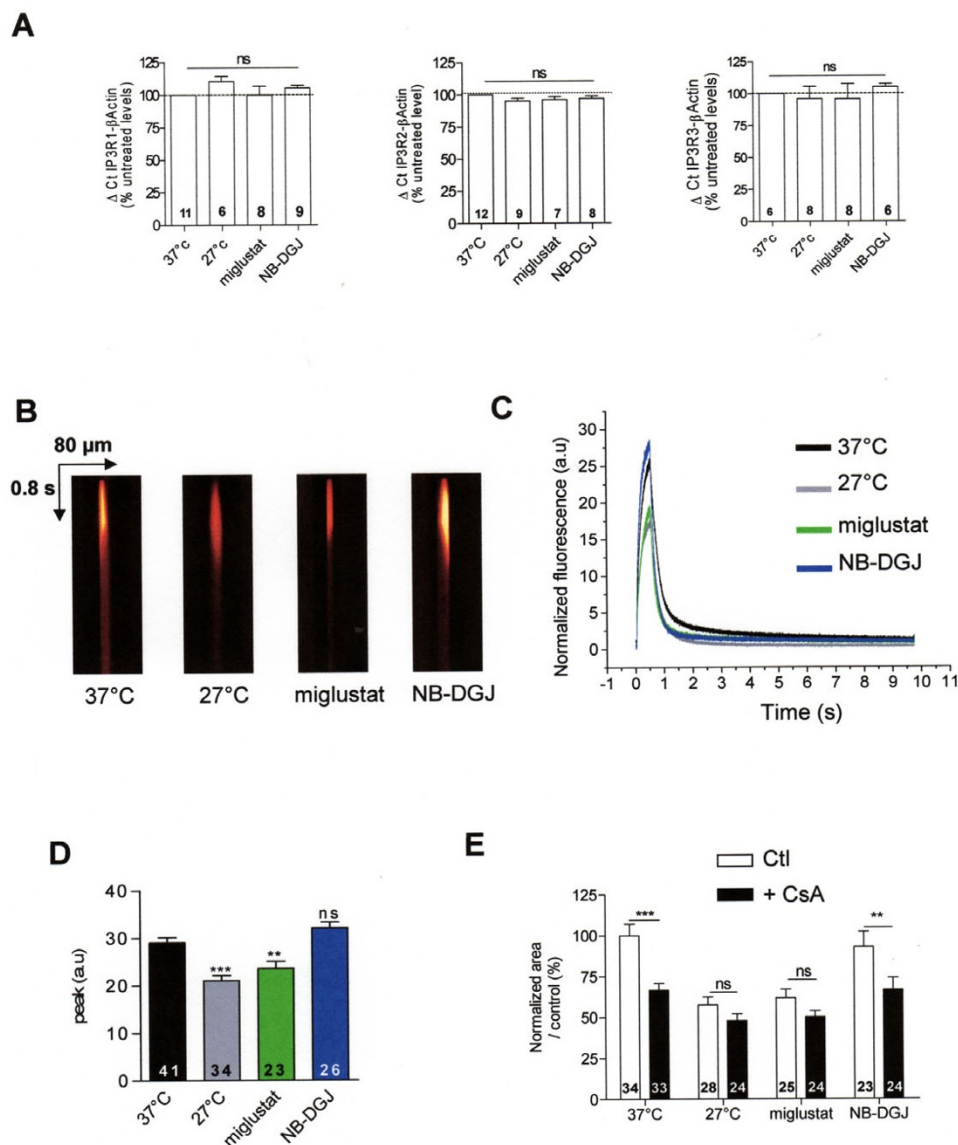 A
ns
ns
ns
Δ Ct IP3R1-βActin
(% untreated levels)
125
100
75
50
25
0
11
6
8
9
37°c
27°c
miglustat
NB-DGJ
Δ Ct IP3R2-βActin
(% untreated level)
125
100
75
50
25
0
12
9
7
8
37°C
27°C
miglustat
NB-DGJ
Δ Ct IP3R3-βActin
(% untreated levels)
125
100
75
50
25
0
6
8
8
6
37°C
27°c
miglustat
NB-DGJ
B
80 µm
0.8 s
37°C
27°C
miglustat
NB-DGJ
C
Normalized fluorescence (a.u)
30
25
20
15
10
5
0
-1 0 1 2 3 4 5 6 7 8 9 10 11
Time (s)
37°C
27°C
miglustat
NB-DGJ
D
peak (a.u)
40
30
20
10
0
***
**
ns
41
34
23
26
37°C
27°C
miglustat
NB-DGJ
E
Ctl
+ CsA
Normalized area
/ control (%)
125
100
75
50
25
0
***
ns
ns
**
34 33 28 24 25 24 23 24
37°C 27°C miglustat NB-DGJ